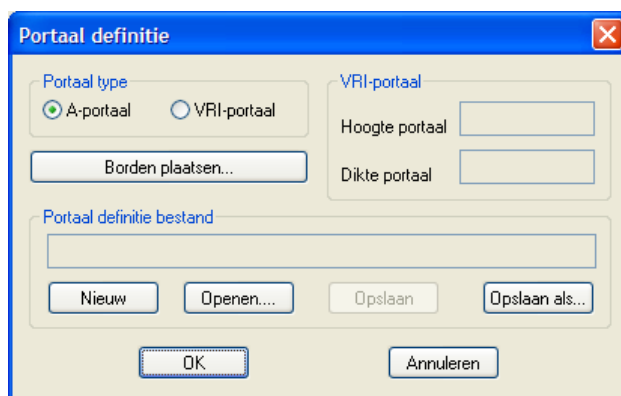 Portaal definitie
Portaal type
A-portaal VRI-portaal
Borden plaatsen...
VRI-portaal
Hoogte portaal
Dikte portaal
Portaal definitie bestand
Nieuw Openen.... Opslaan Opslaan als...
OK Annuleren